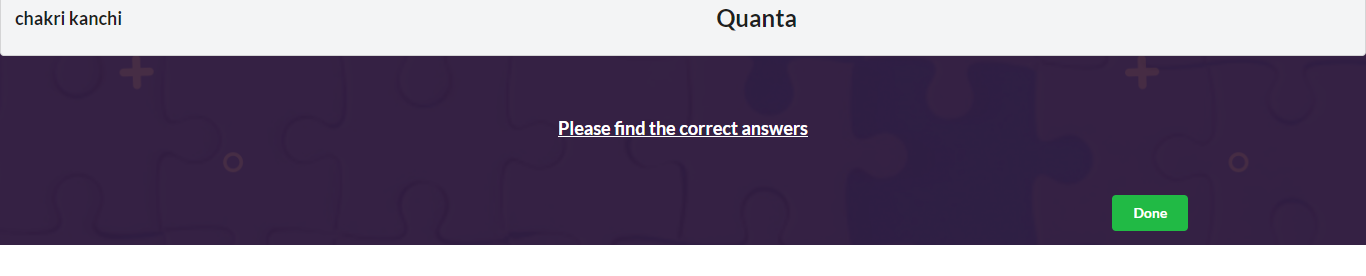 chakri kanchi
Quanta
Please find the correct answers
Done